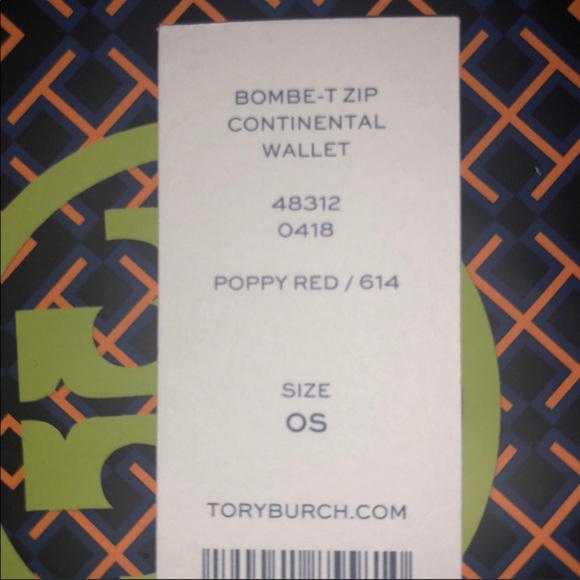 BOMBE-T ZIP
CONTINENTAL
WALLET
48312
0418
POPPY RED / 614
SIZE
OS
TORYBURCH.COM